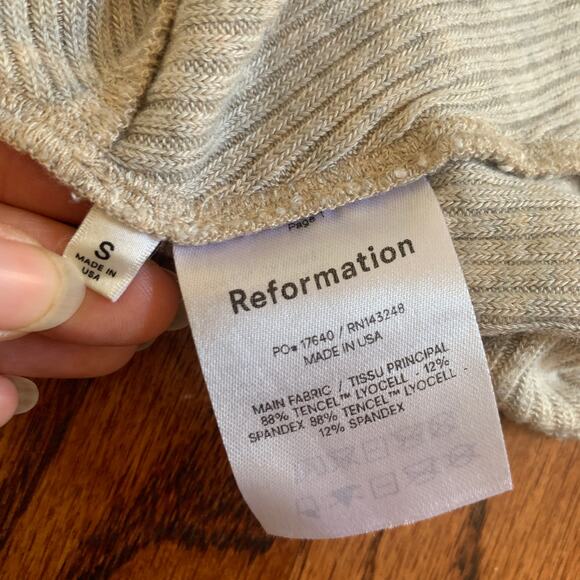 S
MADE IN
USA
Page 1
Reformation
PO# 17640 / RN143248
MADE IN USA
MAIN FABRIC / TISSU PRINCIPAL
88% TENCEL™ LYOCELL - 12%
SPANDEX 88% TENCEL™ LYOCELL -
12% SPANDEX